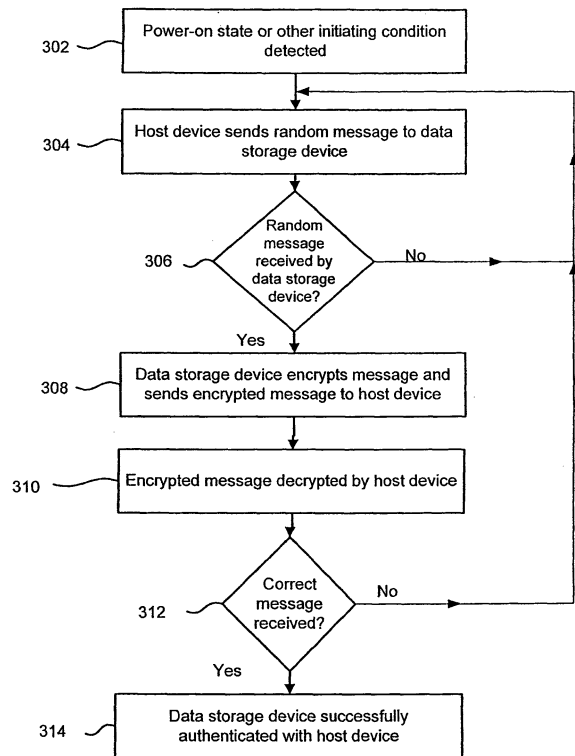 302
Power-on state or other initiating condition
detected
304
Host device sends random message to data
storage device
306
Random
message
received by
data storage
device?
No
Yes
308
Data storage device encrypts message and
sends encrypted message to host device
310
Encrypted message decrypted by host device
312
Correct
message
received?
No
Yes
314
Data storage device successfully
authenticated with host device